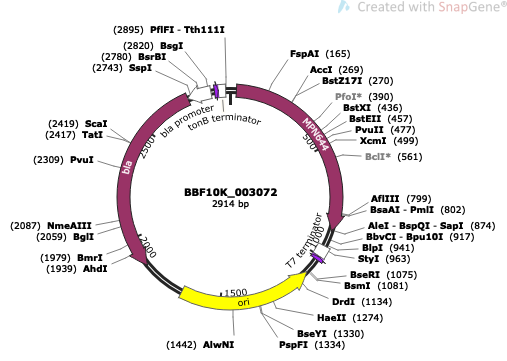 Created with SnapGene®
(2895) PflFI - Tth111I
(2820) BsgI
(2780) BsrBI
(2743) SspI
FspAI (165)
AccI (269)
BstZ17I (270)
PfoI* (390)
BstXI (436)
BstEII (457)
PvuII (477)
XcmI (499)
BclI* (561)
bla promoter
tonB terminator
MPN644
500
(2419) ScaI
(2417) TatI
2500
(2309) PvuI
bla
BBF10K_003072
2914 bp
AflIII (799)
BsaAI - PmlI (802)
AleI - BspQI - SapI (874)
BbvCI - Bpu10I (917)
BlpI (941)
StyI (963)
(2087) NmeAIII
(2059) BglI
(1979) BmrI
(1939) AhdI
2000
T7 terminator
1000
BseRI (1075)
BsmI (1081)
DrdI (1134)
1500
ori
HaeII (1274)
BseYI (1330)
PspFI (1334)
(1442) AlwNI